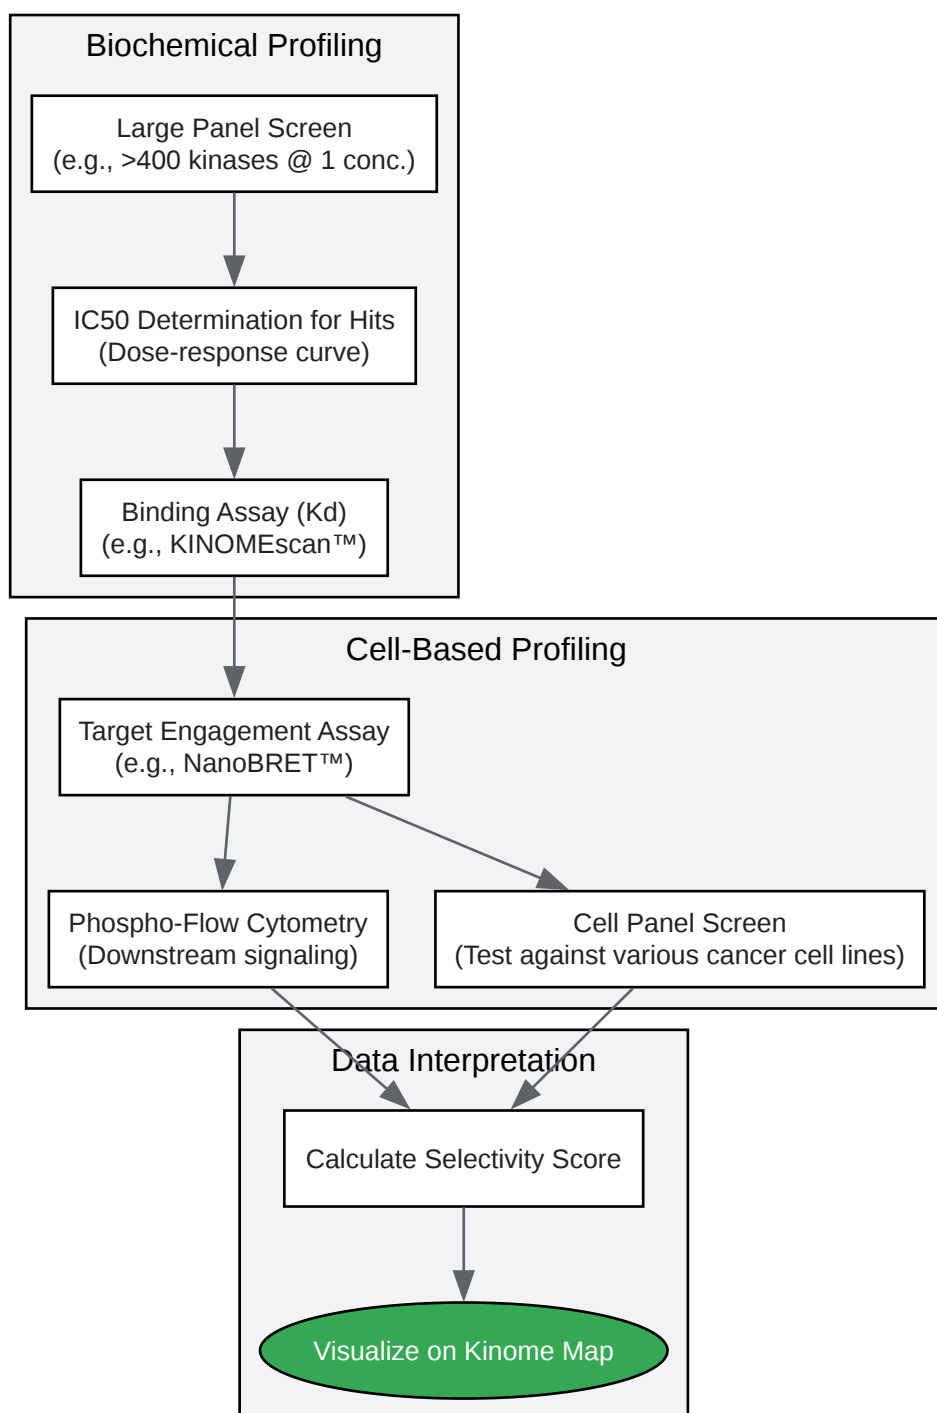 Biochemical Profiling
Large Panel Screen
(e.g., >400 kinases @ 1 conc.)
IC50 Determination for Hits
(Dose-response curve)
Binding Assay (Kd)
(e.g., KINOMEscan™)
Cell-Based Profiling
Target Engagement Assay
(e.g., NanoBRET™)
Phospho-Flow Cytometry
(Downstream signaling)
Cell Panel Screen
(Test against various cancer cell lines)
Data Interpretation
Calculate Selectivity Score
Visualize on Kinome Map